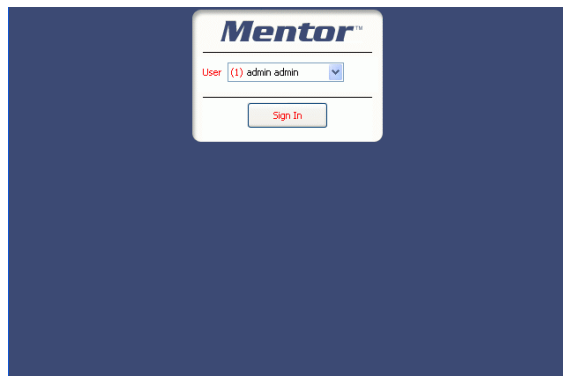 Mentor™
User (1) admin admin
Sign In